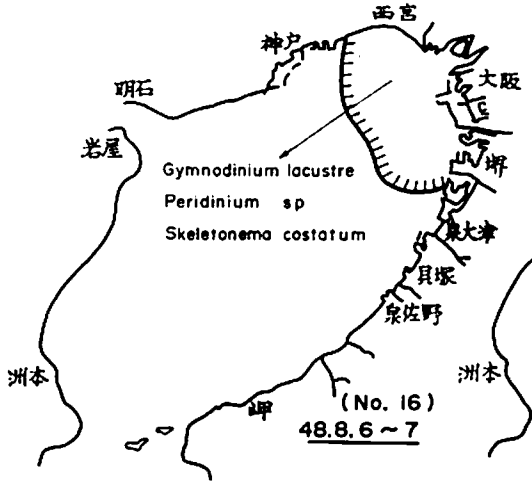 西宮
神戸
大阪
明石
岩屋
堺
Gymnodinium lacustre
Peridinium sp
Skeletonema costatum
泉大津
貝塚
泉佐野
洲本
洲本
岬
(No. 16)
48.8.6～7